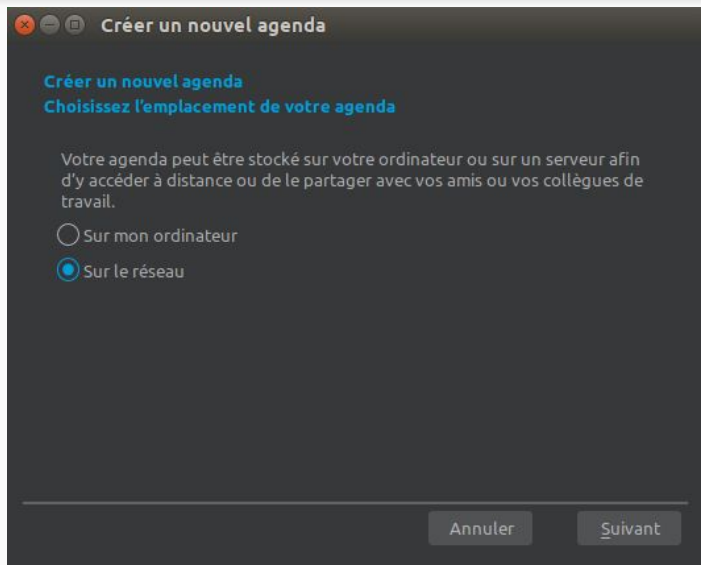 Créer un nouvel agenda
Créer un nouvel agenda
Choisissez l'emplacement de votre agenda
Votre agenda peut être stocké sur votre ordinateur ou sur un serveur afin
d'y accéder à distance ou de le partager avec vos amis ou vos collègues de
travail.
Sur mon ordinateur
Sur le réseau
Annuler
Suivant